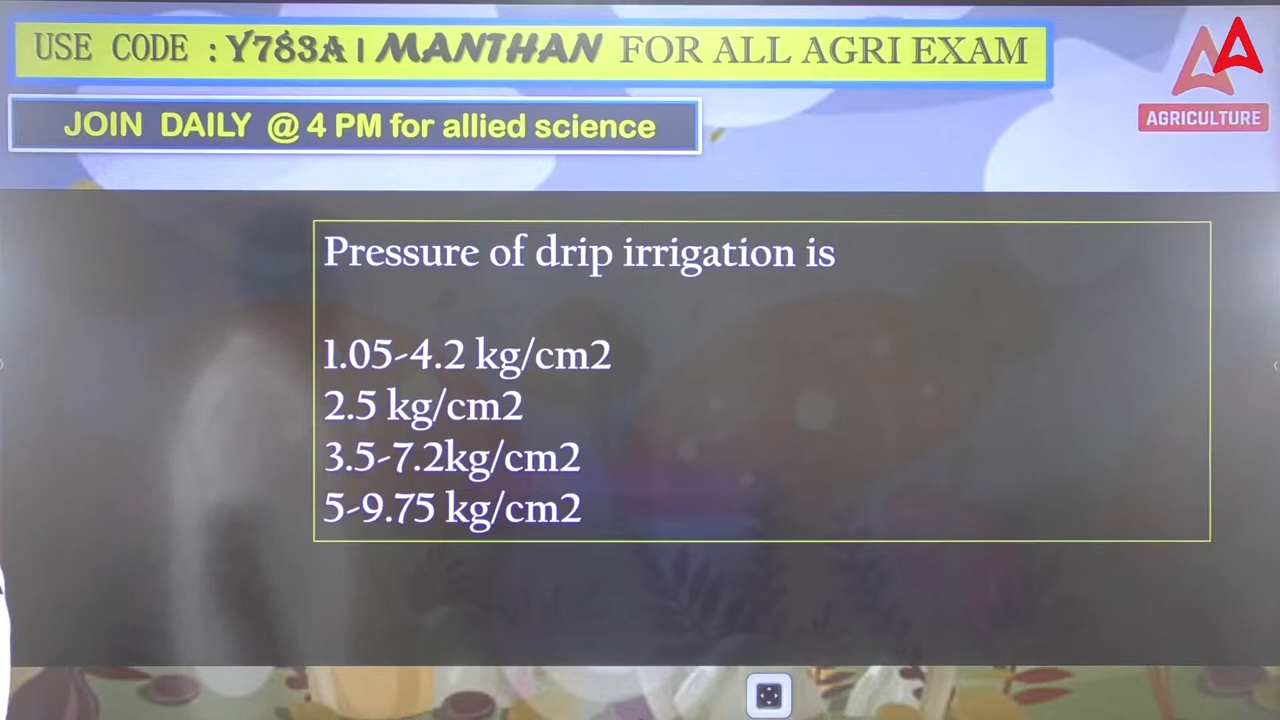 USE CODE : Y783A | MANTHAN FOR ALL AGRI EXAM
JOIN DAILY @ 4 PM for allied science
AGRICULTURE
Pressure of drip irrigation is
1.05-4.2 kg/cm2
2.5 kg/cm2
3.5-7.2kg/cm2
5-9.75 kg/cm2